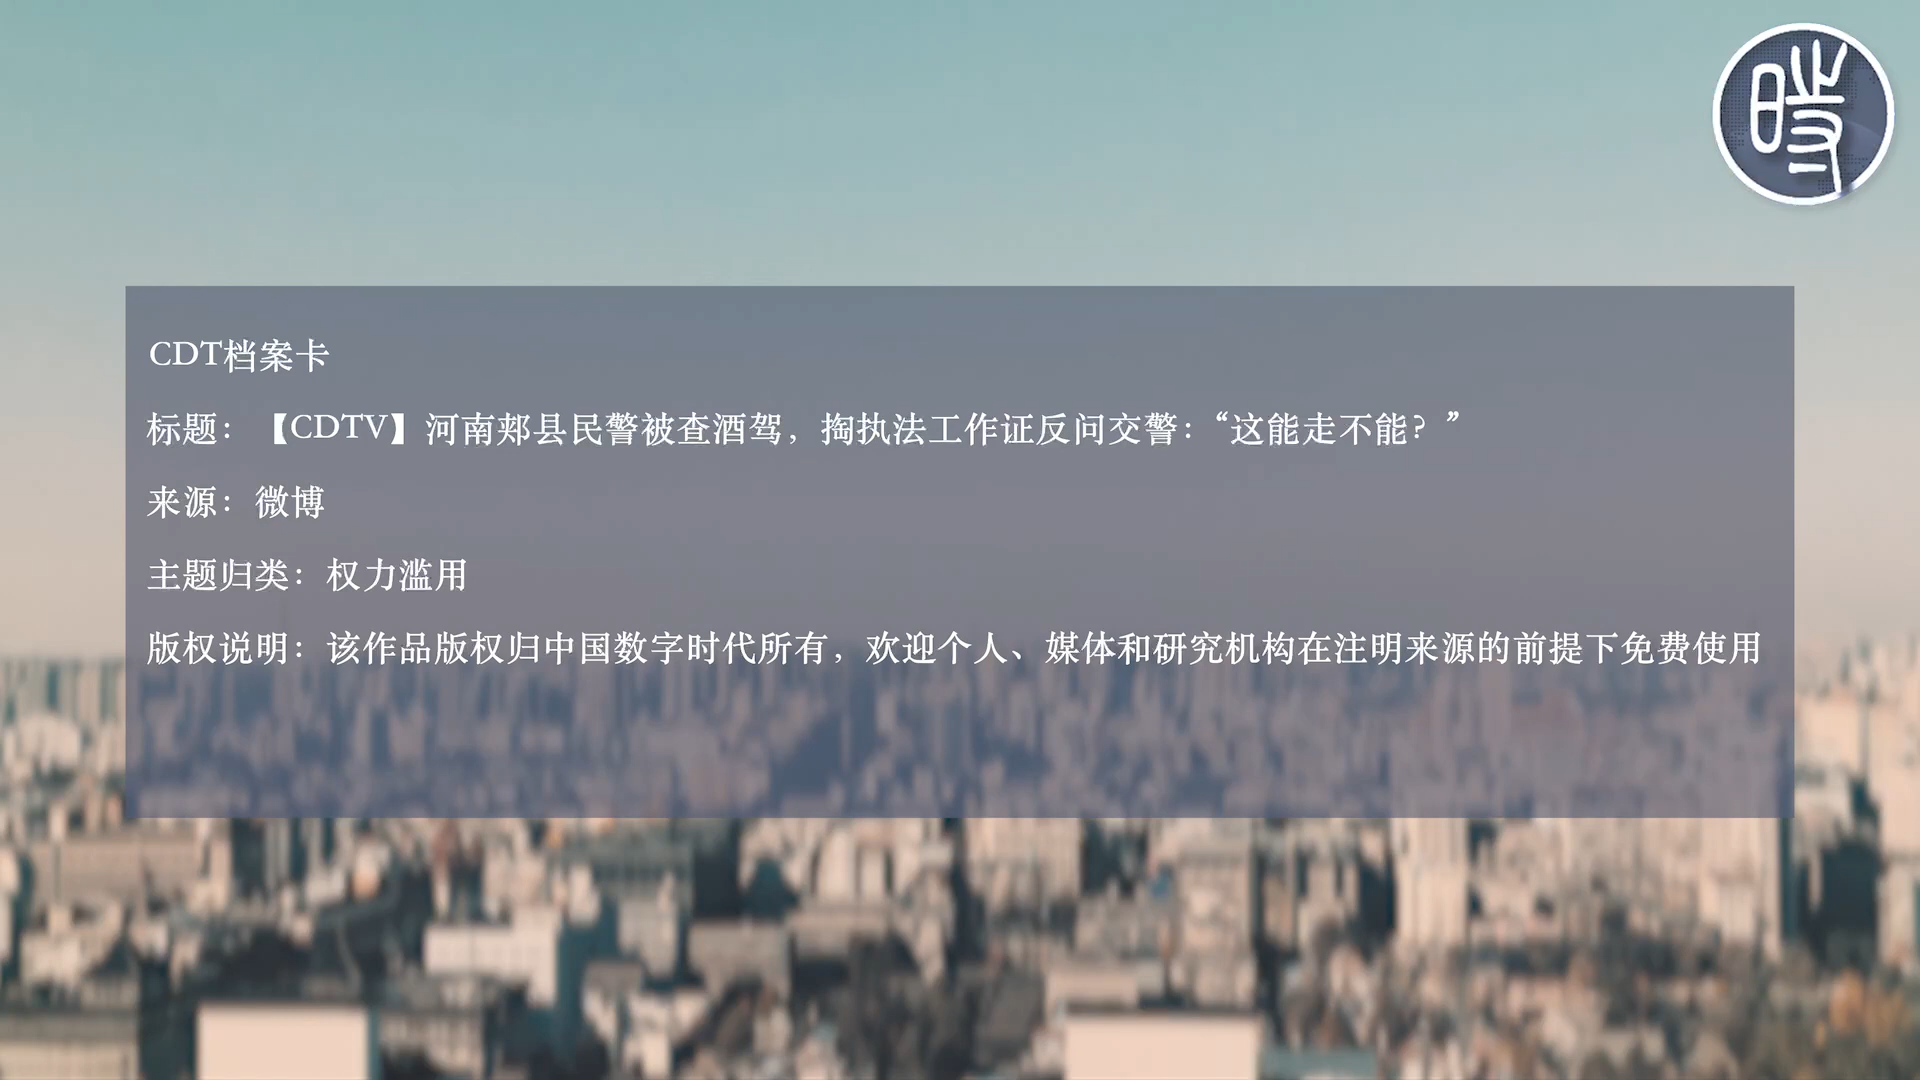 時
CDT档案卡
标题：【CDTV】河南郏县民警被查酒驾，掏执法工作证反问交警：“这能走不能？”
来源：微博
主题归类：权力滥用
版权说明：该作品版权归中国数字时代所有，欢迎个人、媒体和研究机构在注明来源的前提下免费使用